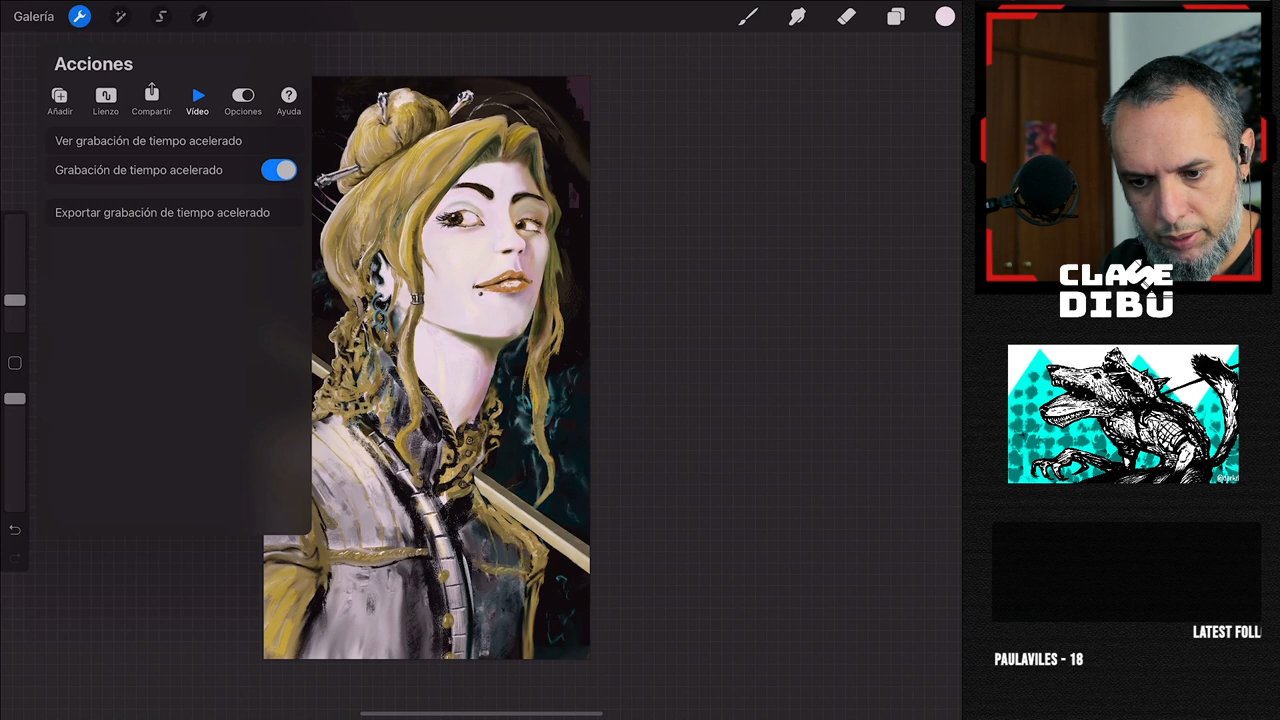 Galería
Acciones
Añadir
Lienzo
Compartir
Vídeo
Opciones
Ayuda
Ver grabación de tiempo acelerado
Grabación de tiempo acelerado
Exportar grabación de tiempo acelerado
CLASE
DIBU
LATEST FOLL
PAULAVILES - 18